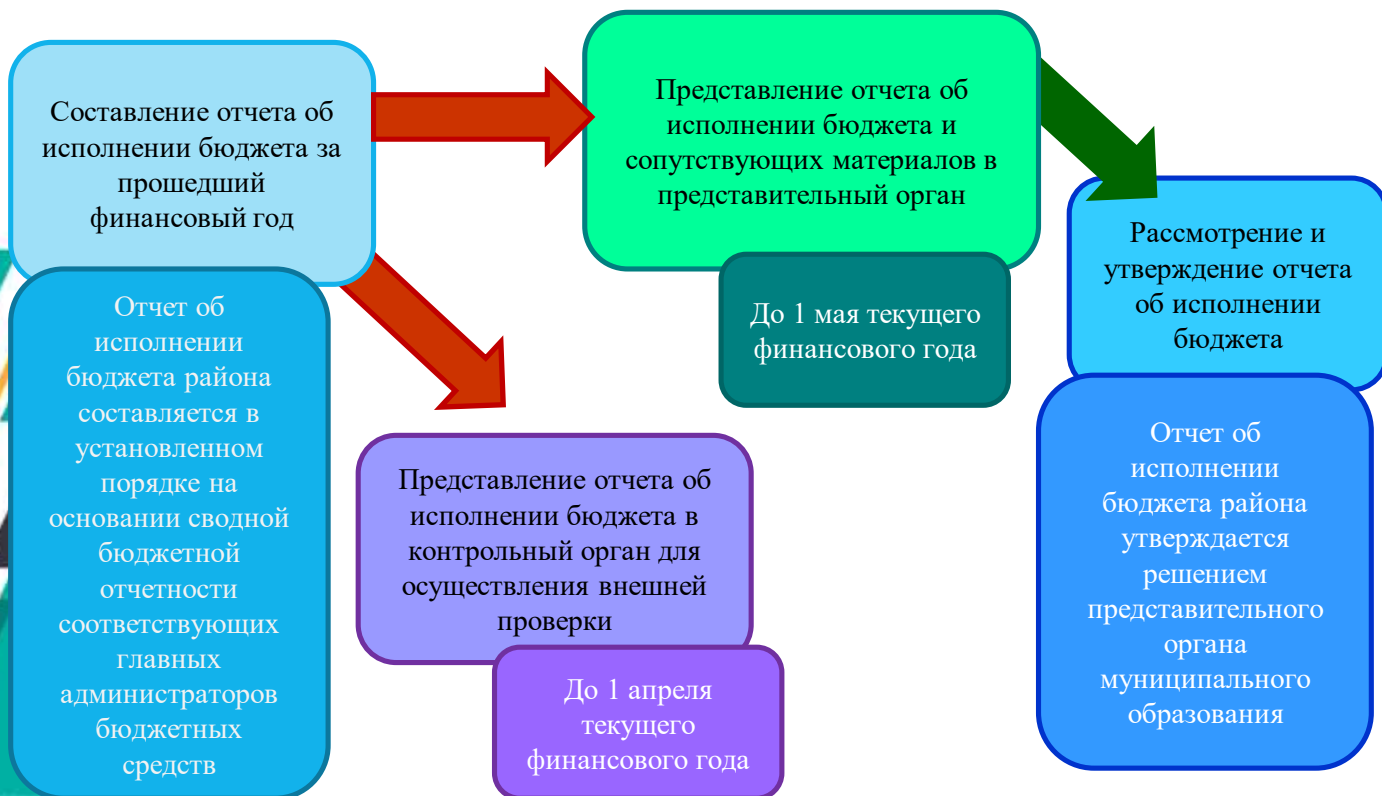 Составление отчета об
исполнении бюджета за
прошедший
финансовый год
Отчет об
исполнении
бюджета района
составляется в
установленном
порядке на
основании сводной
бюджетной
отчетности
соответствующих
главных
администраторов
бюджетных
средств
Представление отчета об
исполнении бюджета и
сопутствующих материалов в
представительный орган
До 1 мая текущего
финансового года
Представление отчета об
исполнении бюджета в
контрольный орган для
осуществления внешней
проверки
До 1 апреля
текущего
финансового года
Рассмотрение и
утверждение отчета
об исполнении
бюджета
Отчет об
исполнении
бюджета района
утверждается
решением
представительного
органа
муниципального
образования